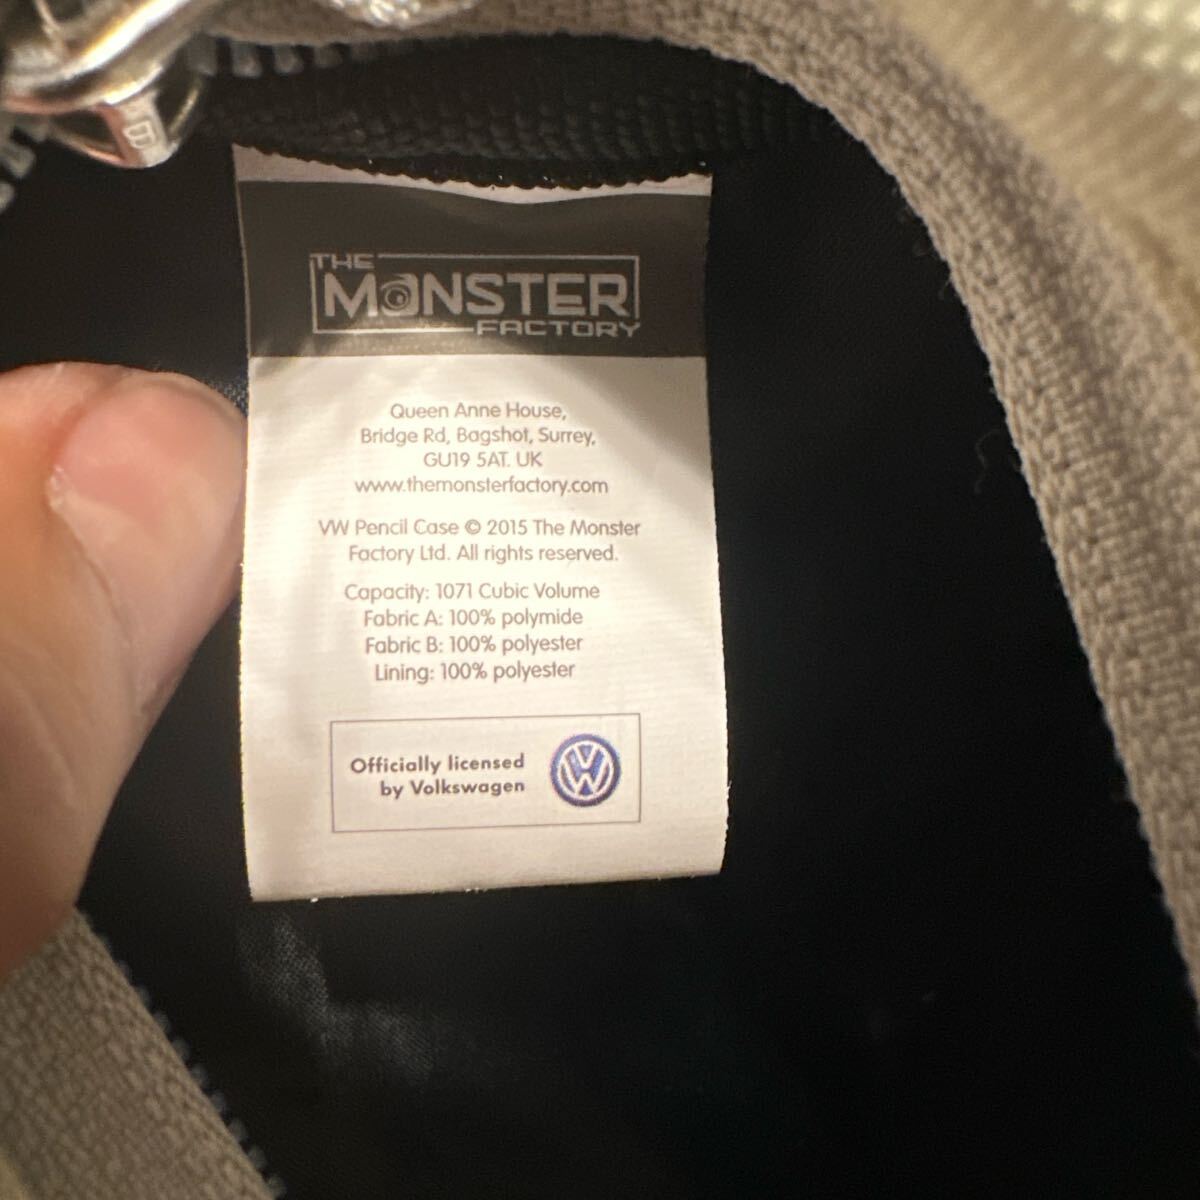 THE
MONSTER
FACTORY
Queen Anne House,
Bridge Rd, Bagshot, Surrey,
GU19 5AT. UK
www.themonsterfactory.com
VW Pencil Case © 2015 The Monster
Factory Ltd. All rights reserved.
Capacity: 1071 Cubic Volume
Fabric A: 100% polymide
Fabric B: 100% polyester
Lining: 100% polyester
Officially licensed
by Volkswagen